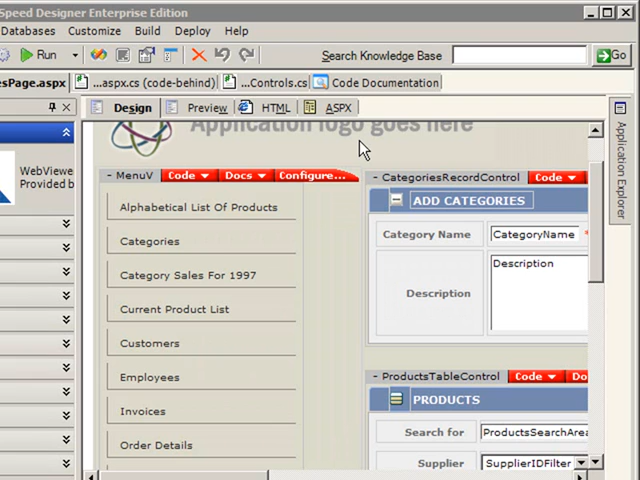 Speed Designer Enterprise Edition
Databases Customize Build Deploy Help
Run Search Knowledge Base Go
esPage.aspx ...aspx.cs (code-behind) ...Controls.cs Code Documentation
Design Preview HTML ASPX
Application logo goes here
Application Explorer
WebViewe
Provided b
- MenuV Code Docs Configure...
Alphabetical List Of Products
Categories
Category Sales For 1997
Current Product List
Customers
Employees
Invoices
Order Details
- CategoriesRecordControl Code
ADD CATEGORIES
Category Name CategoryName *
Description Description
- ProductsTableControl Code Do
PRODUCTS
Search for ProductsSearchArea
Supplier SupplierIDFilter